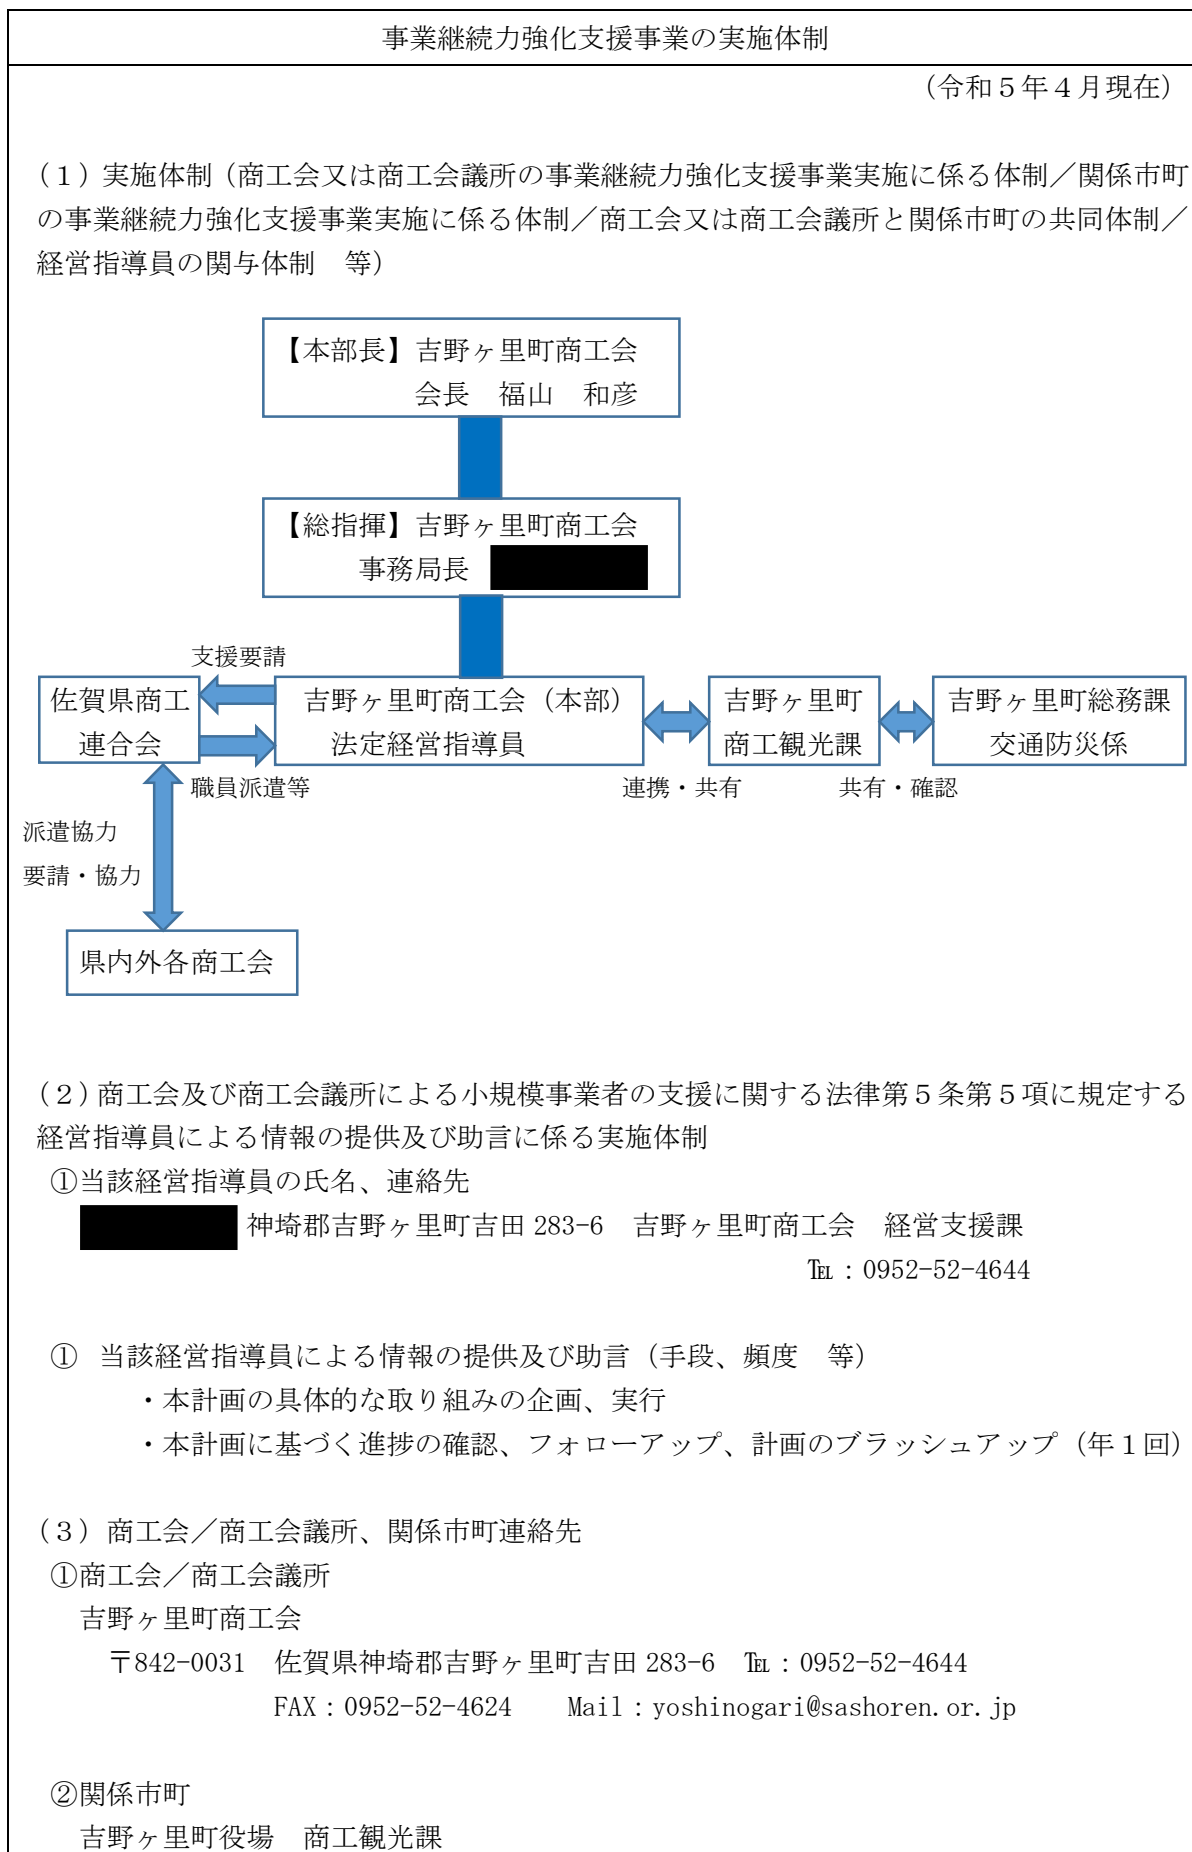 事業継続力強化支援事業の実施体制
（令和５年４月現在）
（１）実施体制（商工会又は商工会議所の事業継続力強化支援事業実施に係る体制／関係市町
の事業継続力強化支援事業実施に係る体制／商工会又は商工会議所と関係市町の共同体制／
経営指導員の関与体制　等）
【本部長】吉野ヶ里町商工会
会長　福山　和彦
【総指揮】吉野ヶ里町商工会
事務局長
支援要請
佐賀県商工
連合会
吉野ヶ里町商工会（本部）
法定経営指導員
吉野ヶ里町
商工観光課
吉野ヶ里町総務課
交通防災係
職員派遣等
連携・共有
共有・確認
派遣協力
要請・協力
県内外各商工会
（２）商工会及び商工会議所による小規模事業者の支援に関する法律第５条第５項に規定する
経営指導員による情報の提供及び助言に係る実施体制
①当該経営指導員の氏名、連絡先
神埼郡吉野ヶ里町吉田 283-6　吉野ヶ里町商工会　経営支援課
℡：0952-52-4644
①　当該経営指導員による情報の提供及び助言（手段、頻度　等）
・本計画の具体的な取り組みの企画、実行
・本計画に基づく進捗の確認、フォローアップ、計画のブラッシュアップ（年１回）
（３）商工会／商工会議所、関係市町連絡先
①商工会／商工会議所
吉野ヶ里町商工会
〒842-0031　佐賀県神埼郡吉野ヶ里町吉田 283-6　℡：0952-52-4644
FAX：0952-52-4624　　Mail：yoshinogari@sashoren.or.jp
②関係市町
吉野ヶ里町役場　商工観光課